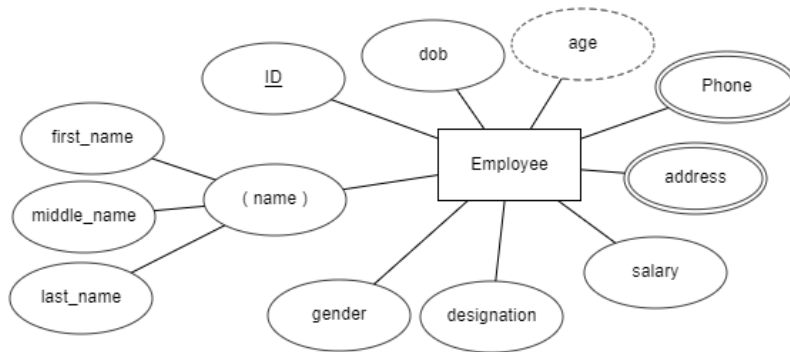 age
dob
ID
Phone
first_name
Employee
address
( name )
middle_name
salary
last_name
gender
designation